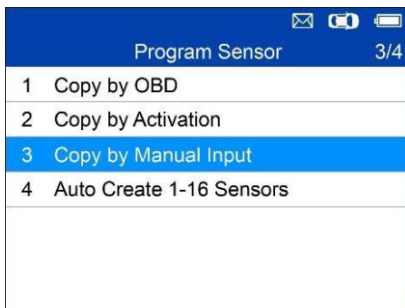 Program Sensor 3/4
1 Copy by OBD
2 Copy by Activation
3 Copy by Manual Input
4 Auto Create 1-16 Sensors